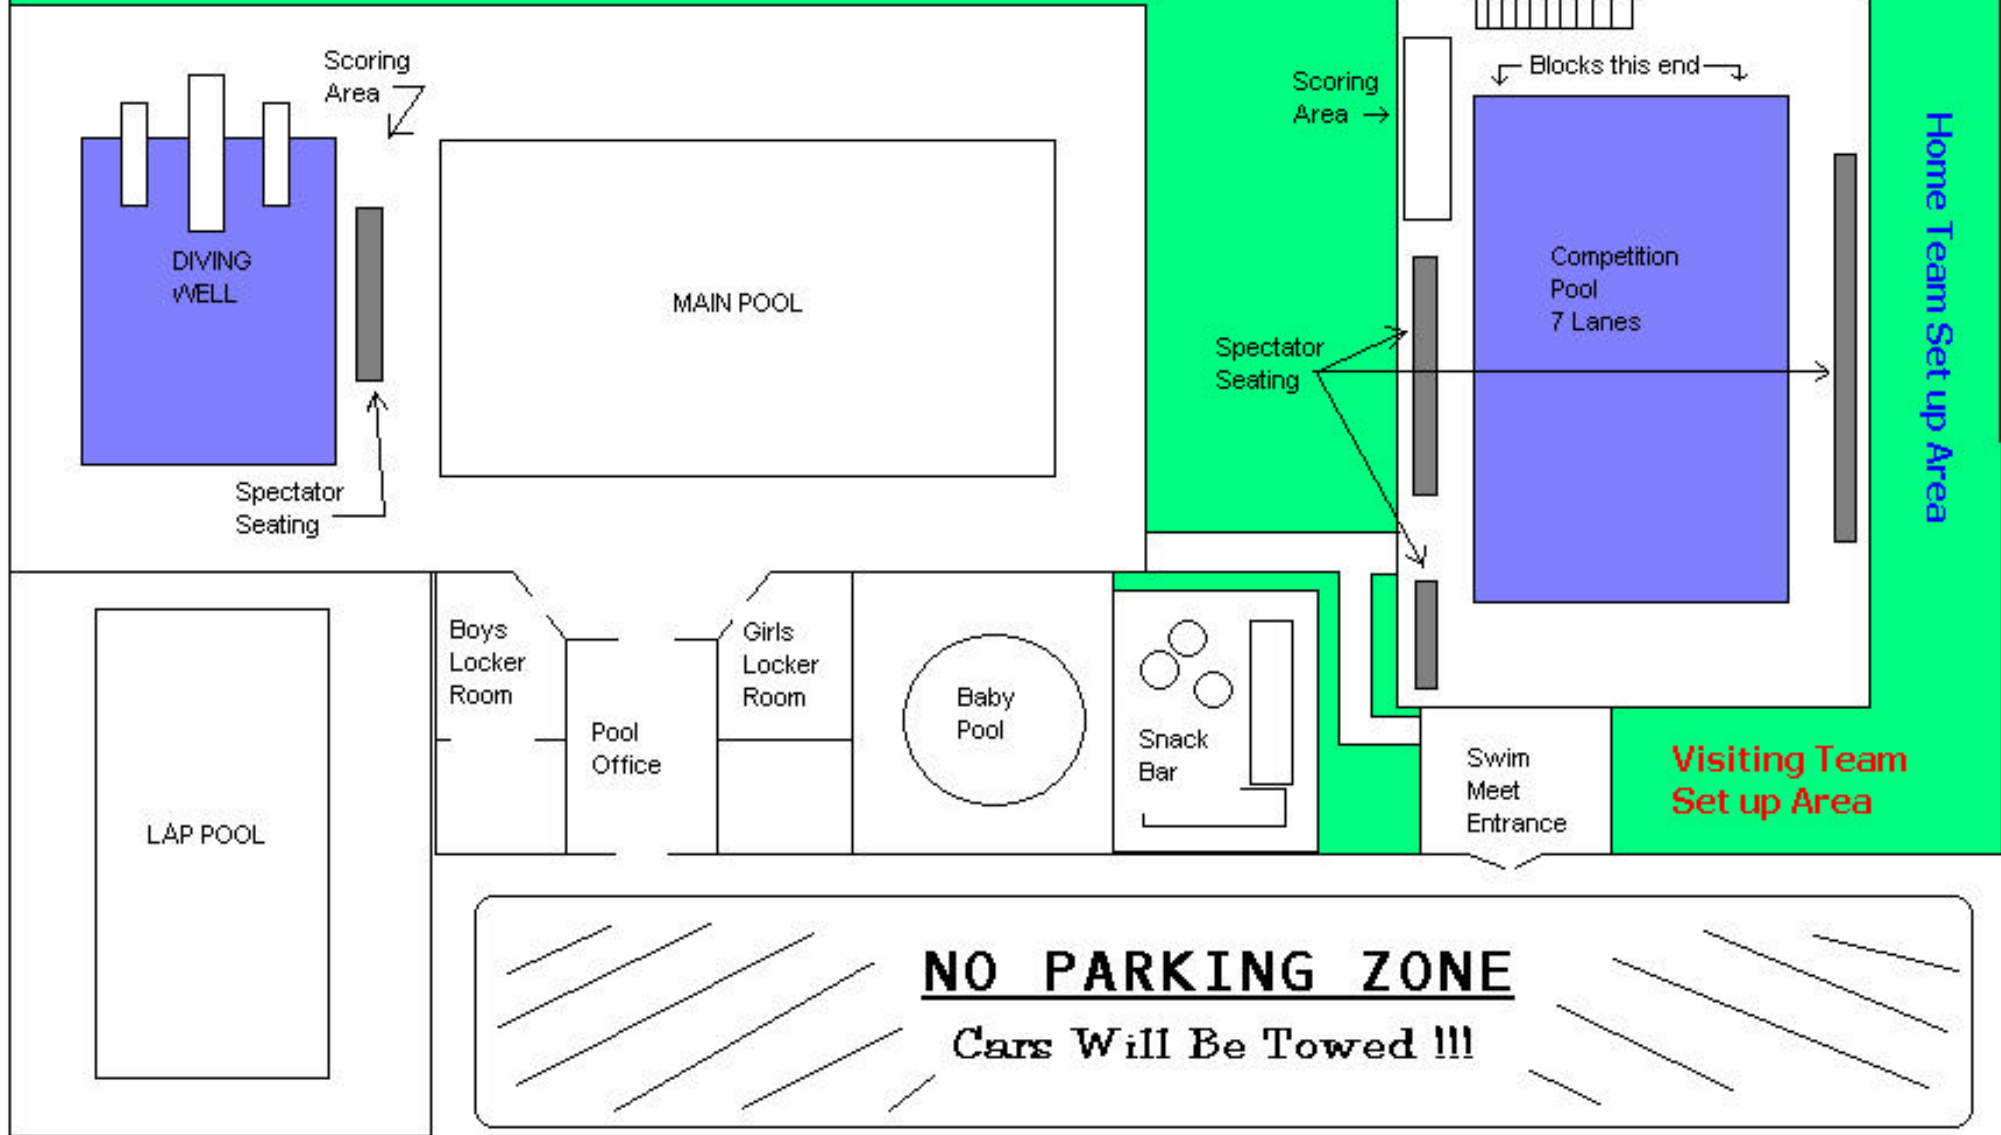 Scoring
Area
DIVING
WELL
Spectator
Seating
MAIN POOL
Scoring
Area
Blocks this end
Competition
Pool
7 Lanes
Spectator
Seating
Home Team Set up Area
Boys
Locker
Room
Pool
Office
Girls
Locker
Room
Baby
Pool
Snack
Bar
Swim
Meet
Entrance
Visiting Team
Set up Area
LAP POOL
NO PARKING ZONE
Cars Will Be Towed !!!